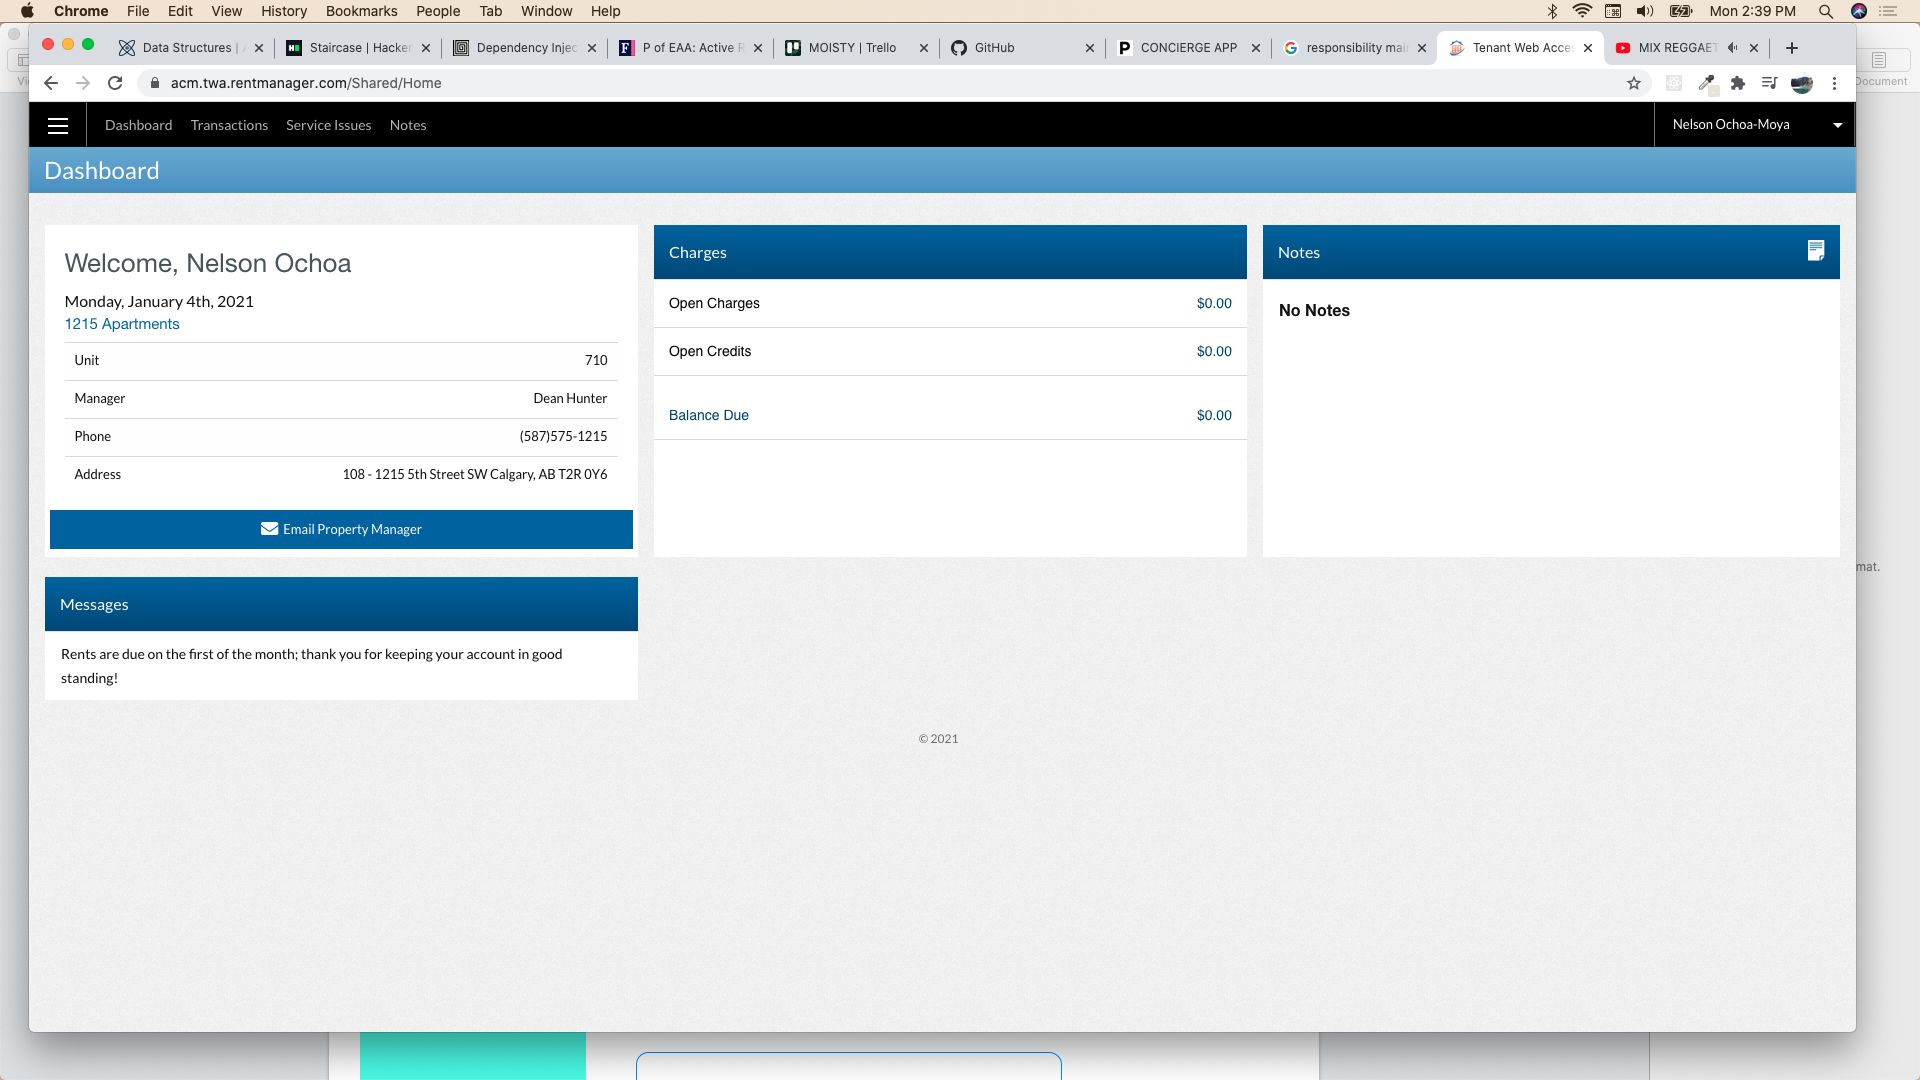 Chrome File Edit View History Bookmarks People Tab Window Help Mon 2:39 PM
Data Structures | Staircase | Hacker Dependency Injec P of EAA: Active R MOISTY | Trello GitHub CONCIERGE APP responsibility mai Tenant Web Acces MIX REGGAET
acm.twa.rentmanager.com/Shared/Home
Document
Dashboard Transactions Service Issues Notes Nelson Ochoa-Moya
Dashboard
Welcome, Nelson Ochoa
Monday, January 4th, 2021
1215 Apartments
Unit 710
Manager Dean Hunter
Phone (587)575-1215
Address 108 - 1215 5th Street SW Calgary, AB T2R 0Y6
Email Property Manager
Charges
Open Charges $0.00
Open Credits $0.00
Balance Due $0.00
Notes
No Notes
mat.
Messages
Rents are due on the first of the month; thank you for keeping your account in good
standing!
© 2021